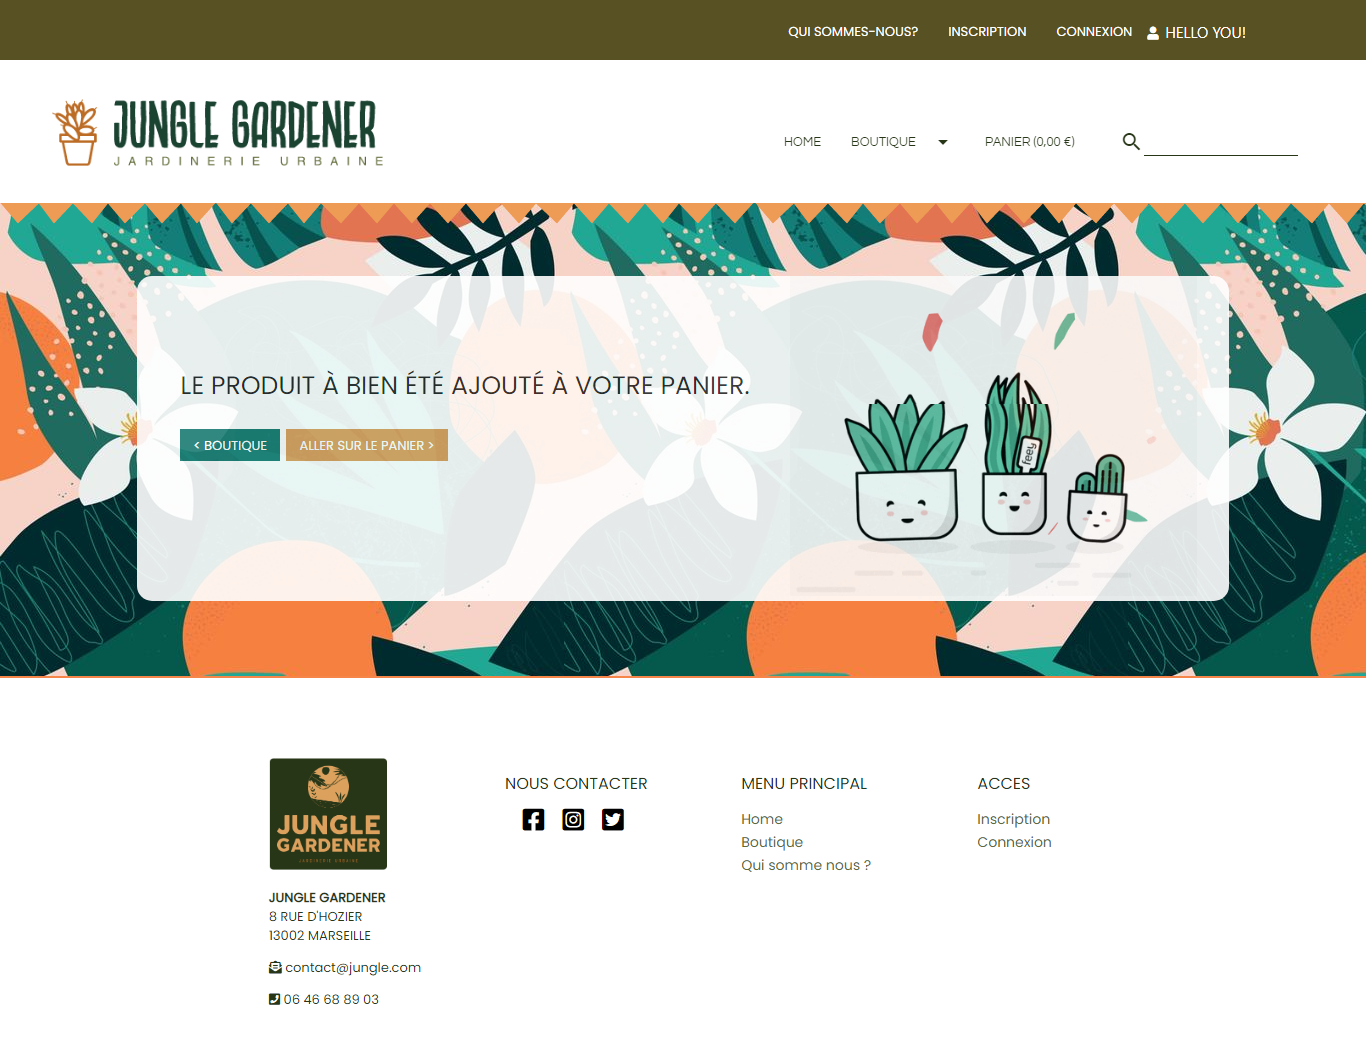 QUI SOMMES-NOUS? INSCRIPTION CONNEXION HELLO YOU!
JUNGLE GARDENER
JARDINERIE URBAINE
HOME BOUTIQUE PANIER (0,00 €)
LE PRODUIT À BIEN ÉTÉ AJOUTÉ À VOTRE PANIER.
< BOUTIQUE ALLER SUR LE PANIER >
feey
JUNGLE
GARDENER
JARDINERIE URBAINE
JUNGLE GARDENER
8 RUE D'HOZIER
13002 MARSEILLE
contact@jungle.com
06 46 68 89 03
NOUS CONTACTER
MENU PRINCIPAL
Home
Boutique
Qui somme nous ?
ACCES
Inscription
Connexion